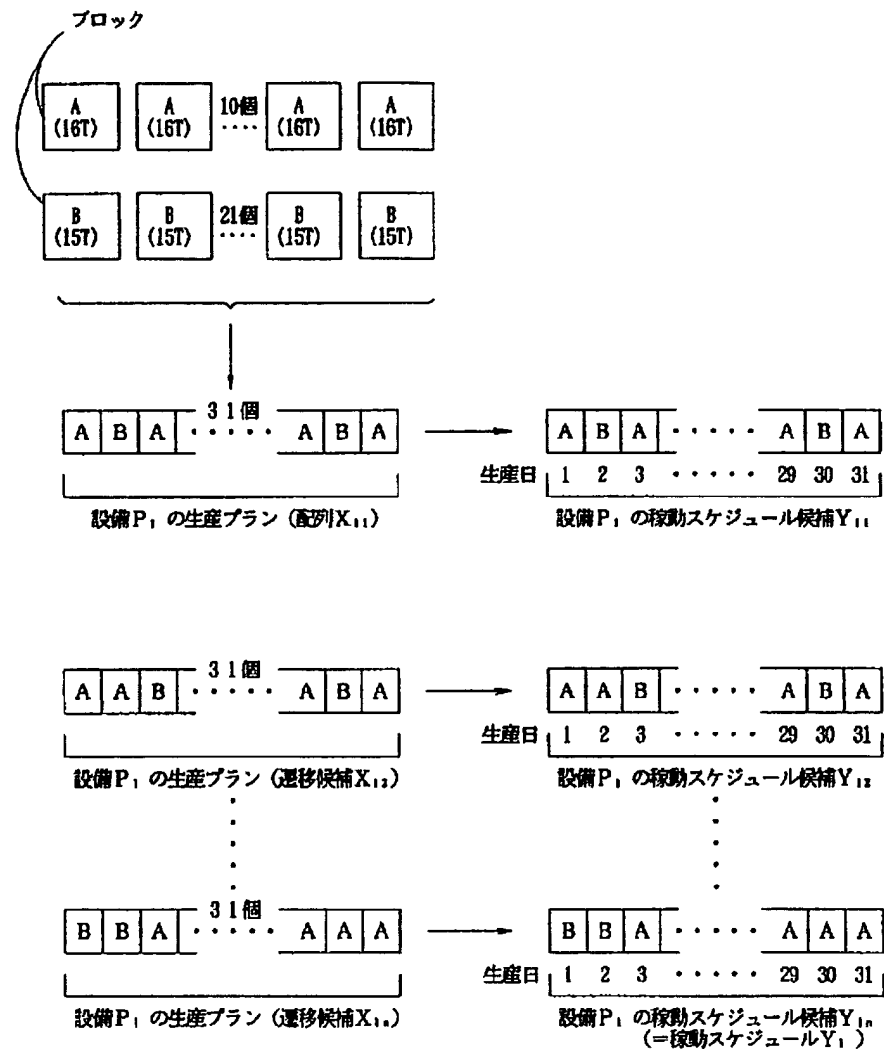 ブロック
A A 10個 A A
(16T) (16T) ‥‥ (16T) (16T)
B B 21個 B B
(15T) (15T) ‥‥ (15T) (15T)
31個
A B A ‥‥‥ A B A
A B A ‥‥‥ A B A
生産日 1 2 3 ‥‥‥ 29 30 31
設備P₁の生産プラン(配列X₁₁)
設備P₁の稼動スケジュール候補Y₁₁
31個
A A B ‥‥‥ A B A
A A B ‥‥‥ A B A
生産日 1 2 3 ‥‥‥ 29 30 31
設備P₁の生産プラン(遷移候補X₁₂)
設備P₁の稼動スケジュール候補Y₁₂
31個
B B A ‥‥‥ A A A
B B A ‥‥‥ A A A
生産日 1 2 3 ‥‥‥ 29 30 31
設備P₁の生産プラン(遷移候補X₁ₙ)
設備P₁の稼動スケジュール候補Y₁ₙ
(=稼動スケジュールY₁)